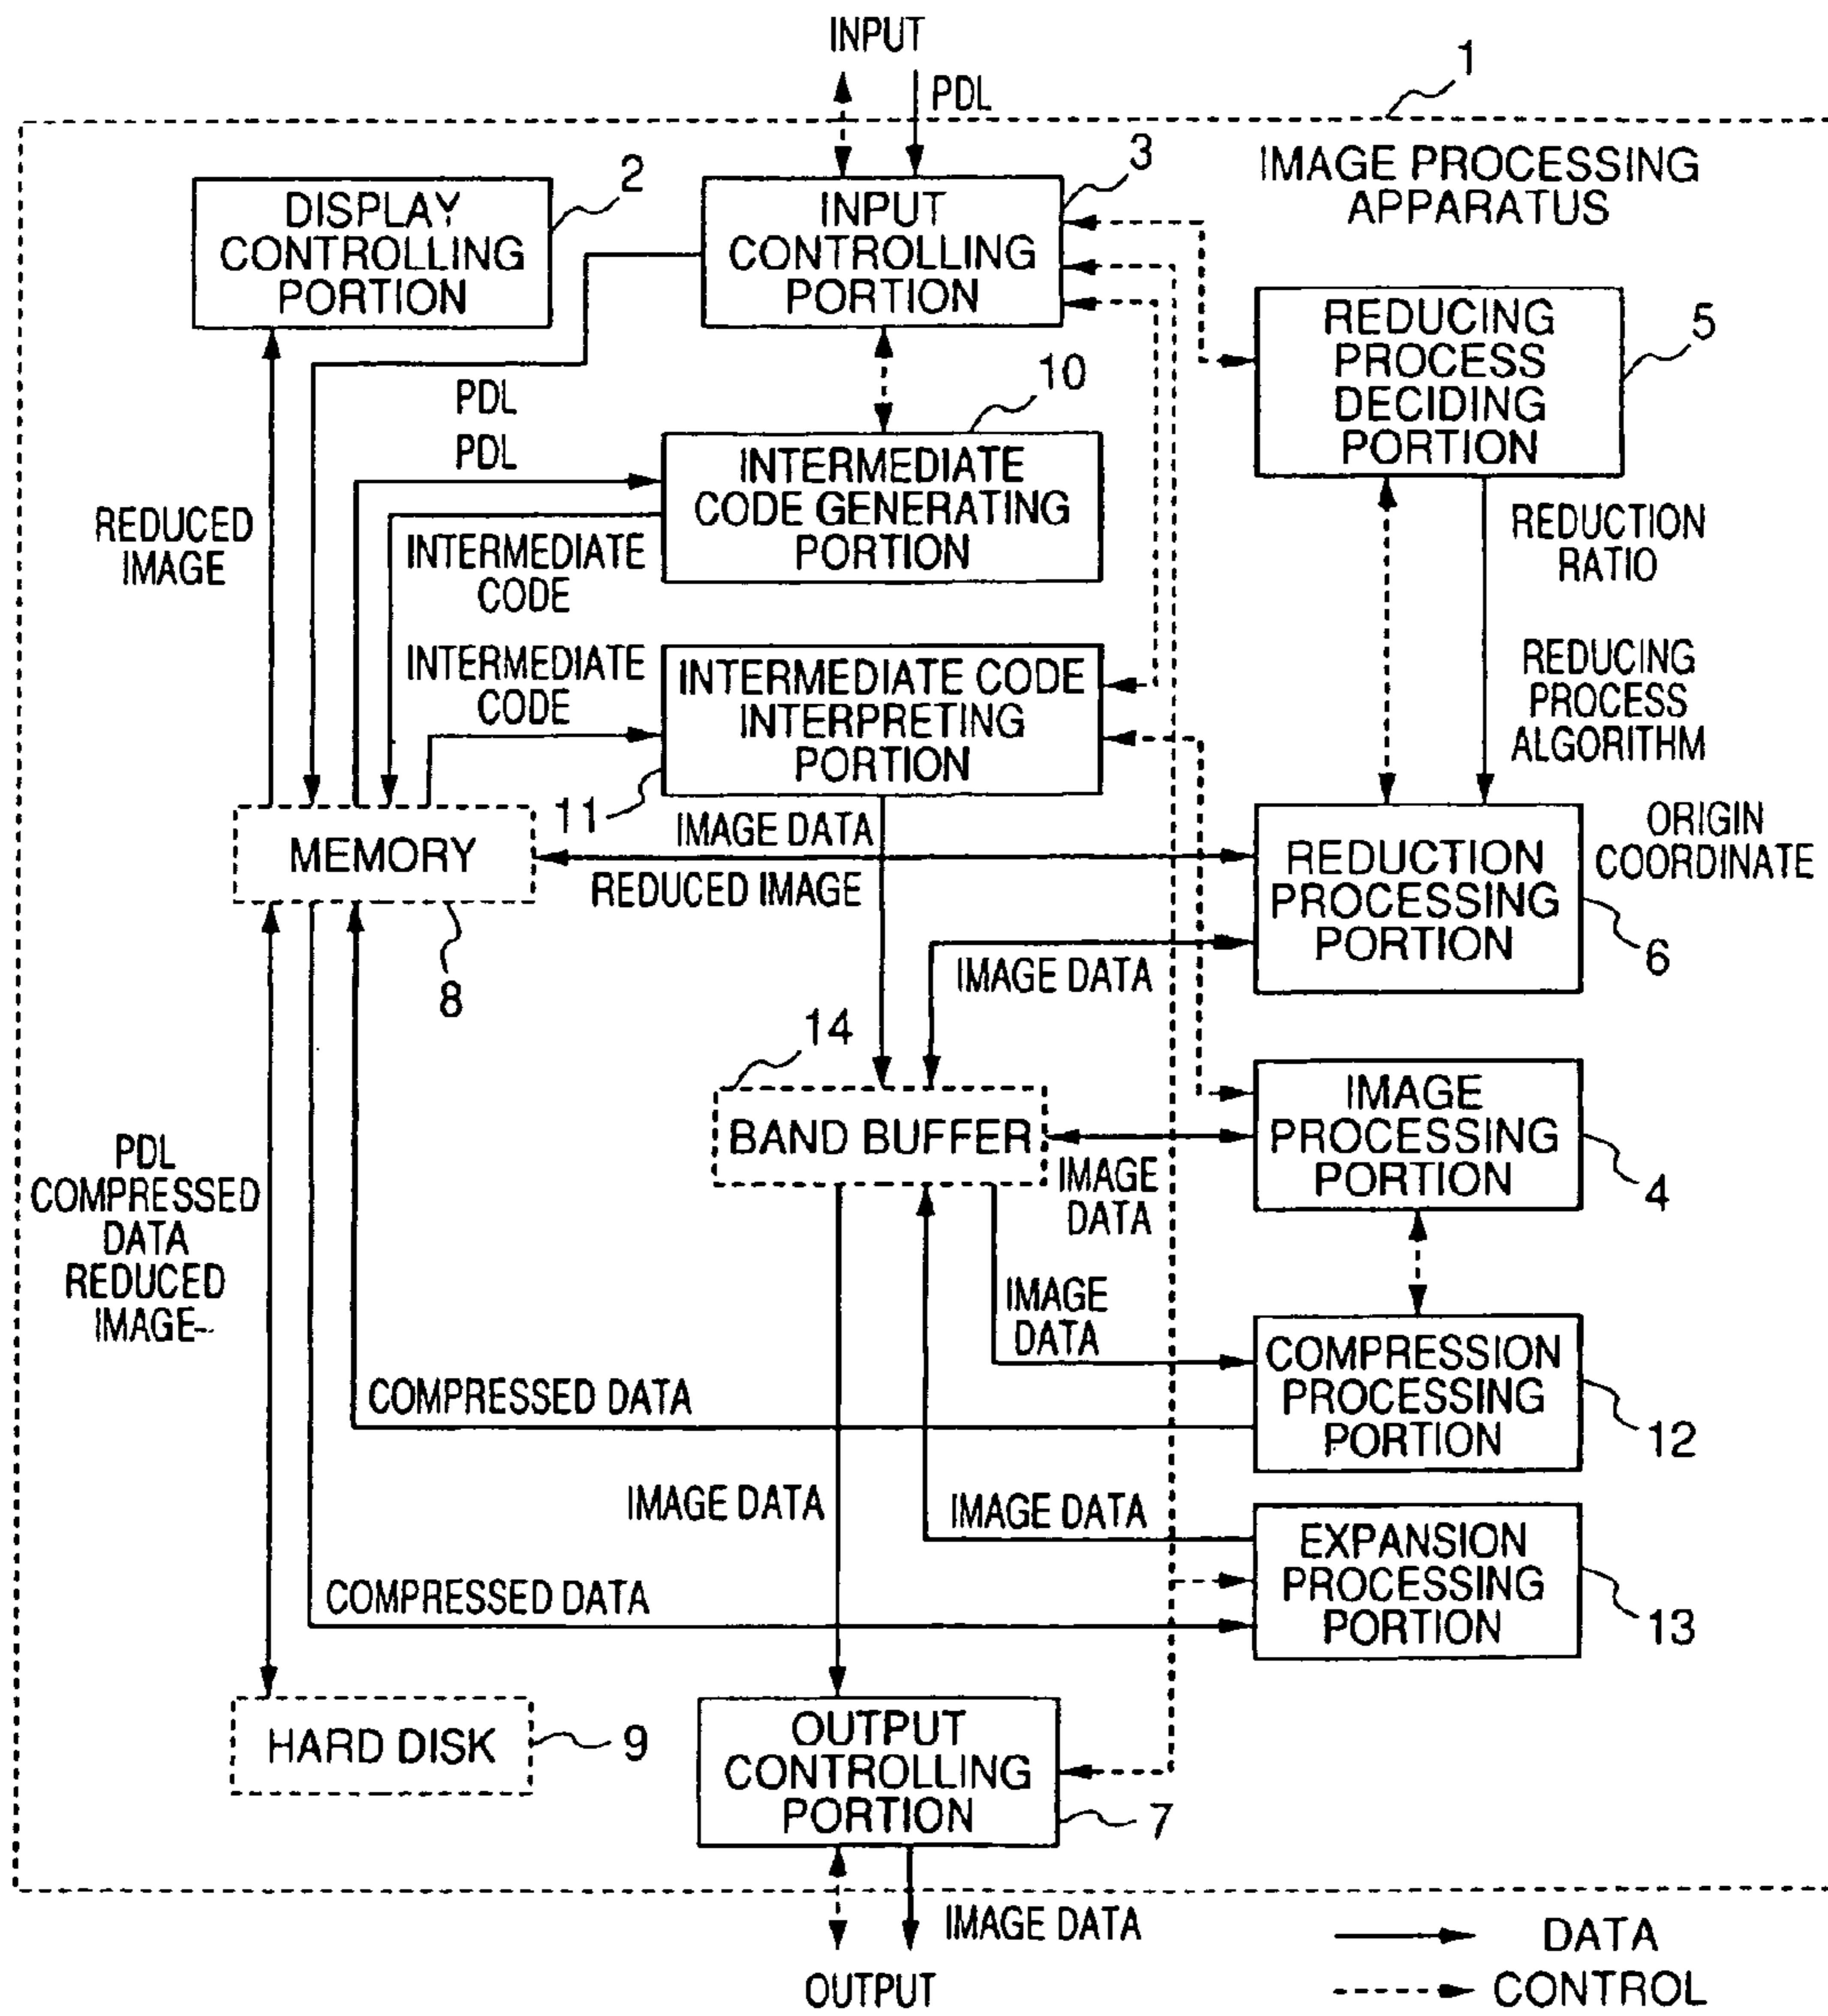 INPUT
PDL
1
IMAGE PROCESSING
APPARATUS
2
DISPLAY
CONTROLLING
PORTION
3
INPUT
CONTROLLING
PORTION
REDUCING
PROCESS
DECIDING
PORTION
5
PDL
PDL
10
INTERMEDIATE
CODE GENERATING
PORTION
REDUCED
IMAGE
INTERMEDIATE
CODE
REDUCTION
RATIO
INTERMEDIATE
CODE
INTERMEDIATE CODE
INTERPRETING
PORTION
11
REDUCING
PROCESS
ALGORITHM
ORIGIN
COORDINATE
MEMORY
8
IMAGE DATA
REDUCED IMAGE
REDUCTION
PROCESSING
PORTION
6
IMAGE DATA
14
BAND BUFFER
IMAGE
DATA
IMAGE
PROCESSING
PORTION
4
PDL
COMPRESSED
DATA
REDUCED
IMAGE
IMAGE
DATA
COMPRESSION
PROCESSING
PORTION
12
COMPRESSED DATA
IMAGE DATA
IMAGE DATA
EXPANSION
PROCESSING
PORTION
13
COMPRESSED DATA
HARD DISK
9
OUTPUT
CONTROLLING
PORTION
7
IMAGE DATA
OUTPUT
DATA
CONTROL